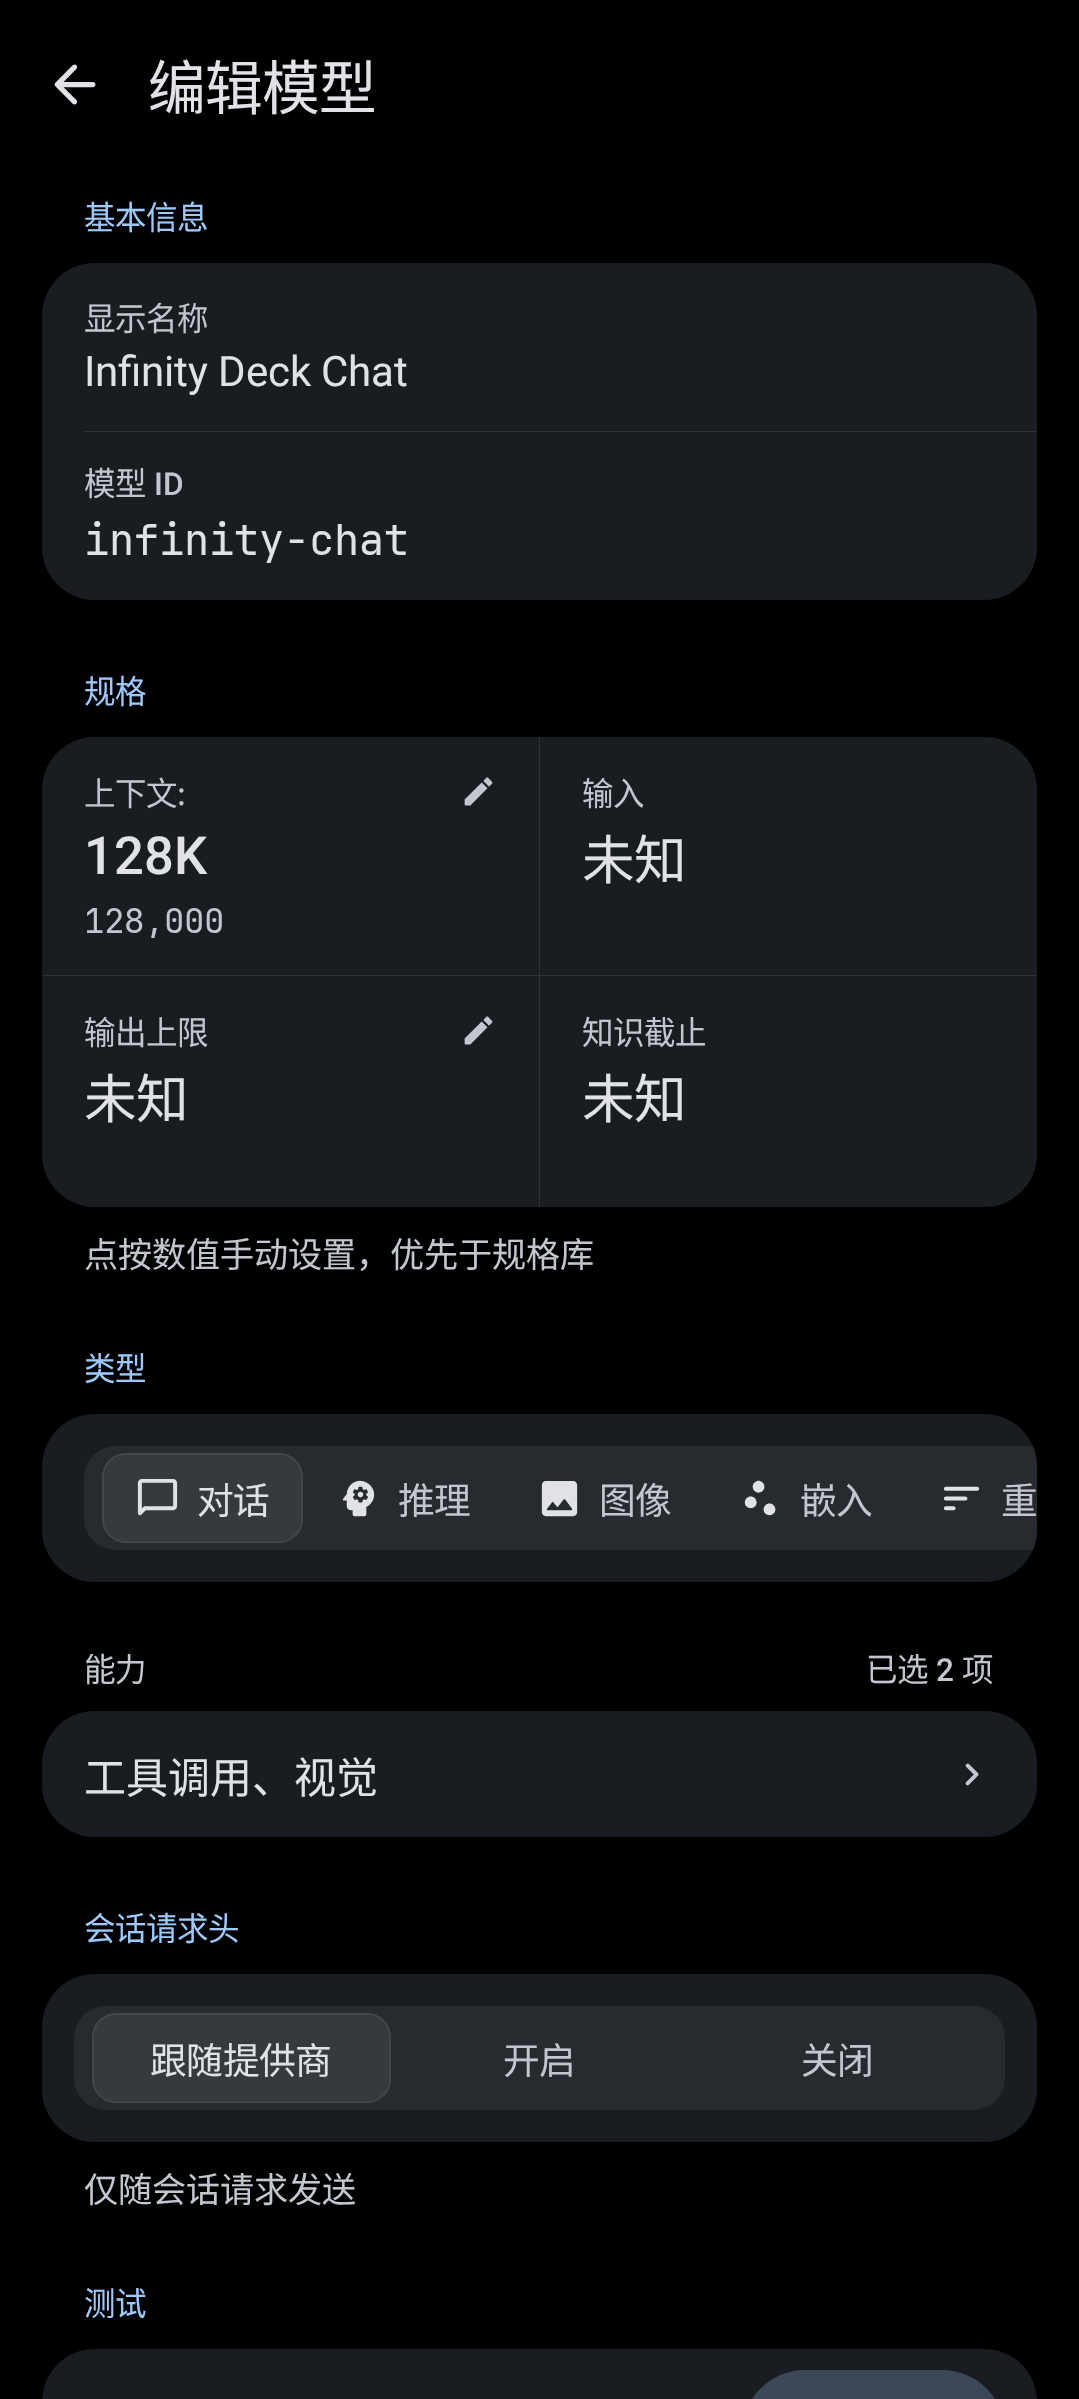 编辑模型
基本信息
显示名称
Infinity Deck Chat
模型 ID
infinity-chat
规格
上下文:
128K
128,000
输入
未知
输出上限
未知
知识截止
未知
点按数值手动设置，优先于规格库
类型
对话 推理 图像 嵌入 重
能力 已选 2 项
工具调用、视觉
会话请求头
跟随提供商 开启 关闭
仅随会话请求发送
测试